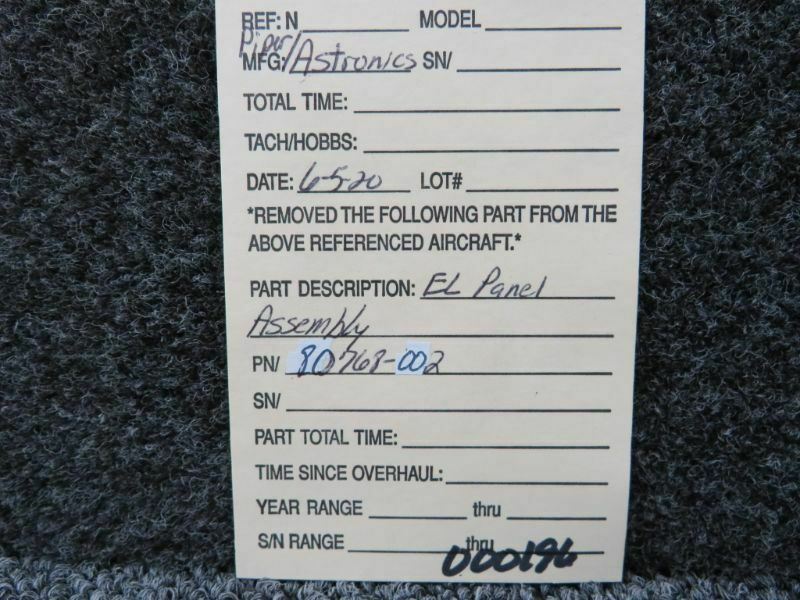 REF: N MODEL
Piper/
MFG: Astronics SN/
TOTAL TIME:
TACH/HOBBS:
DATE: 6-5-20 LOT#
*REMOVED THE FOLLOWING PART FROM THE
ABOVE REFERENCED AIRCRAFT.*
PART DESCRIPTION: EL Panel
Assembly
PN/ 80768-002
SN/
PART TOTAL TIME:
TIME SINCE OVERHAUL:
YEAR RANGE thru
S/N RANGE thru
000196